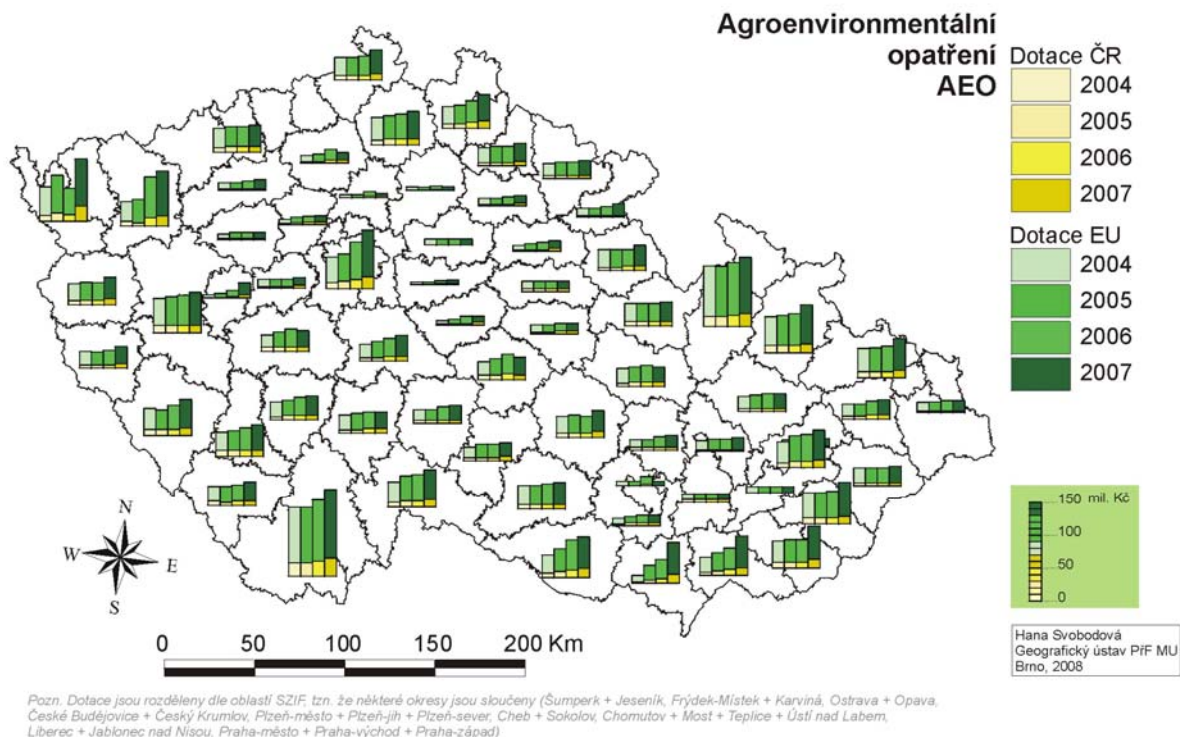 Agroenvironmentální
opatření
AEO
Dotace ČR
2004
2005
2006
2007
Dotace EU
2004
2005
2006
2007
N
W
E
S
150 mil. Kč
100
50
0
0 50 100 150 200 Km
Hana Svobodová
Geografický ústav PřF MU
Brno, 2008
Pozn. Dotace jsou rozděleny dle oblastí SZIF, tzn. že některé okresy jsou sloučeny (Šumperk + Jeseník, Frýdek-Místek + Karviná, Ostrava + Opava,
České Budějovice + Český Krumlov, Plzeň-město + Plzeň-jih + Plzeň-sever, Cheb + Sokolov, Chomutov + Most + Teplice + Ústí nad Labem,
Liberec + Jablonec nad Nisou, Praha-město + Praha-východ + Praha-západ)